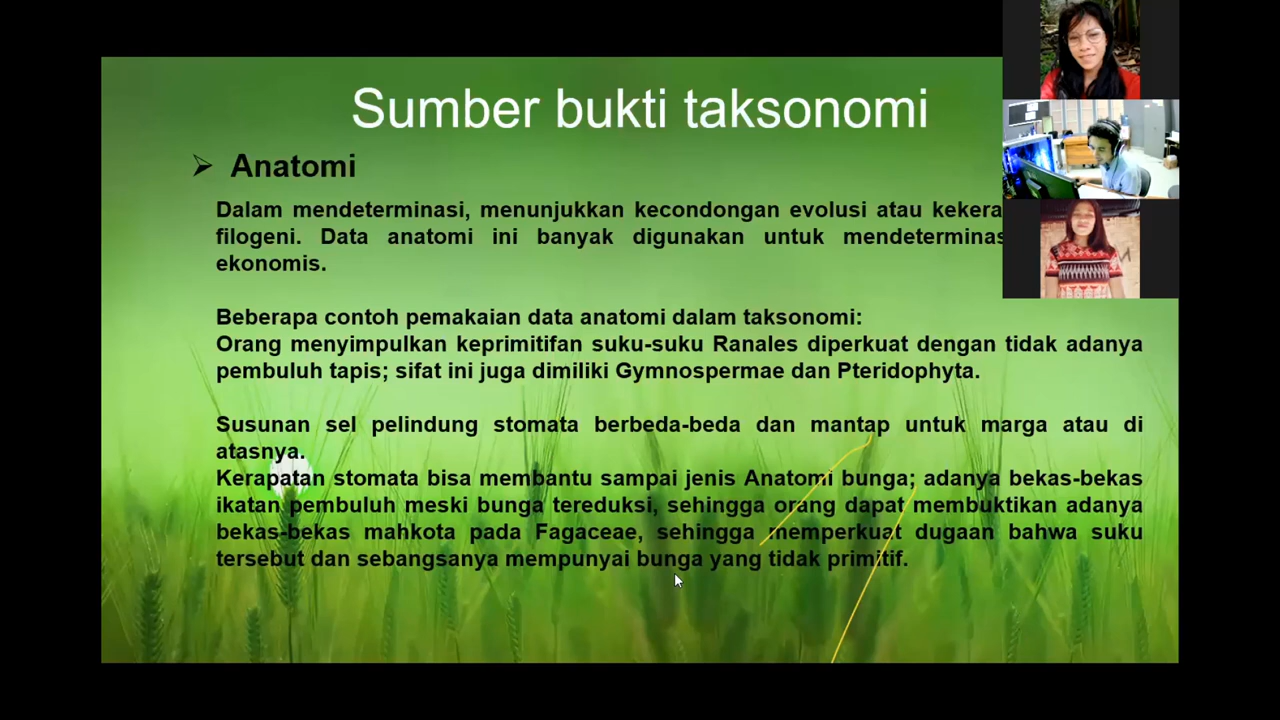 Sumber bukti taksonomi
Anatomi
Dalam mendeterminasi, menunjukkan kecondongan evolusi atau
filogeni. Data anatomi ini banyak digunakan untuk
ekonomis.
Beberapa contoh pemakaian data anatomi dalam taksonomi:
Orang menyimpulkan keprimitifan suku-suku Ranales diperkuat dengan tidak adanya
pembuluh tapis; sifat ini juga dimiliki Gymnospermae dan Pteridophyta.
Susunan sel pelindung stomata berbeda-beda dan mantap untuk marga atau di
atasnya.
Kerapatan stomata bisa membantu sampai jenis Anatomi bunga; adanya bekas-bekas
ikatan pembuluh meski bunga tereduksi, sehingga orang dapat membuktikan adanya
bekas-bekas mahkota pada Fagaceae, sehingga memperkuat dugaan bahwa suku
tersebut dan sebangsanya mempunyai bunga yang tidak primitif.